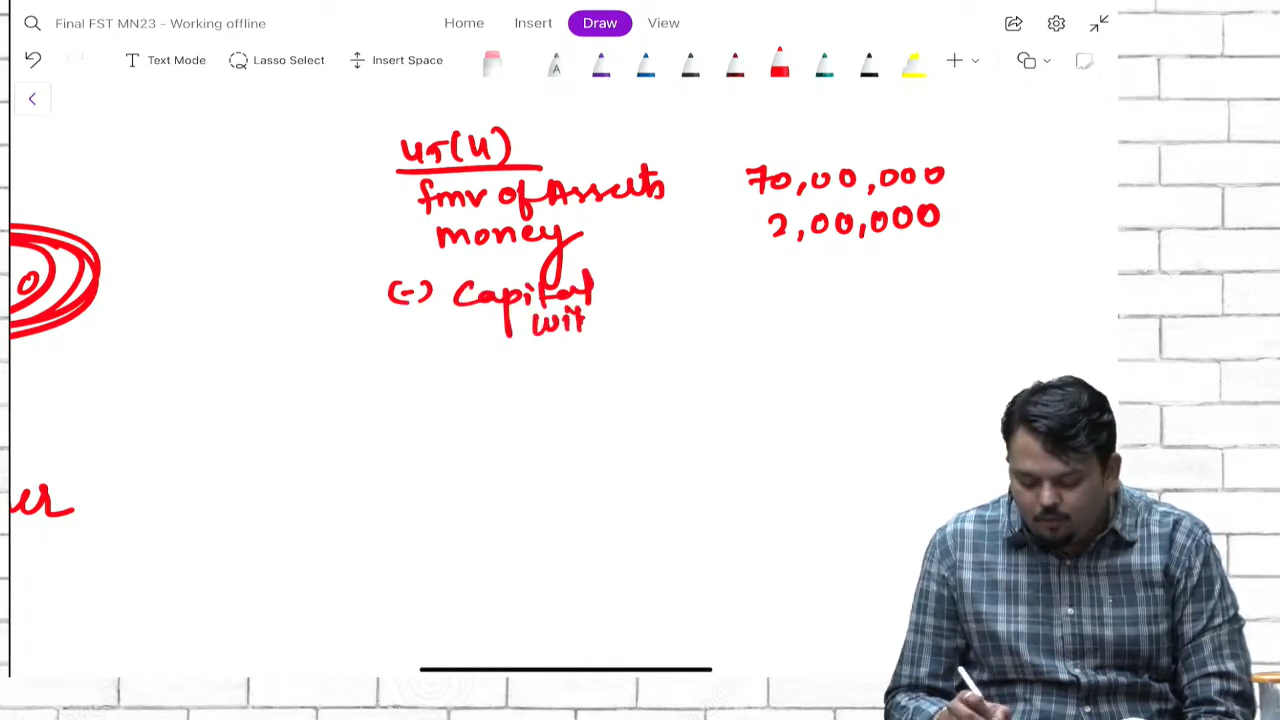 Final FST MN23 - Working offline
Home Insert Draw View
Text Mode Lasso Select Insert Space
A
45(4)
fmv of Assets 70,00,000
money 2,00,000
(-) Capital
wit
er